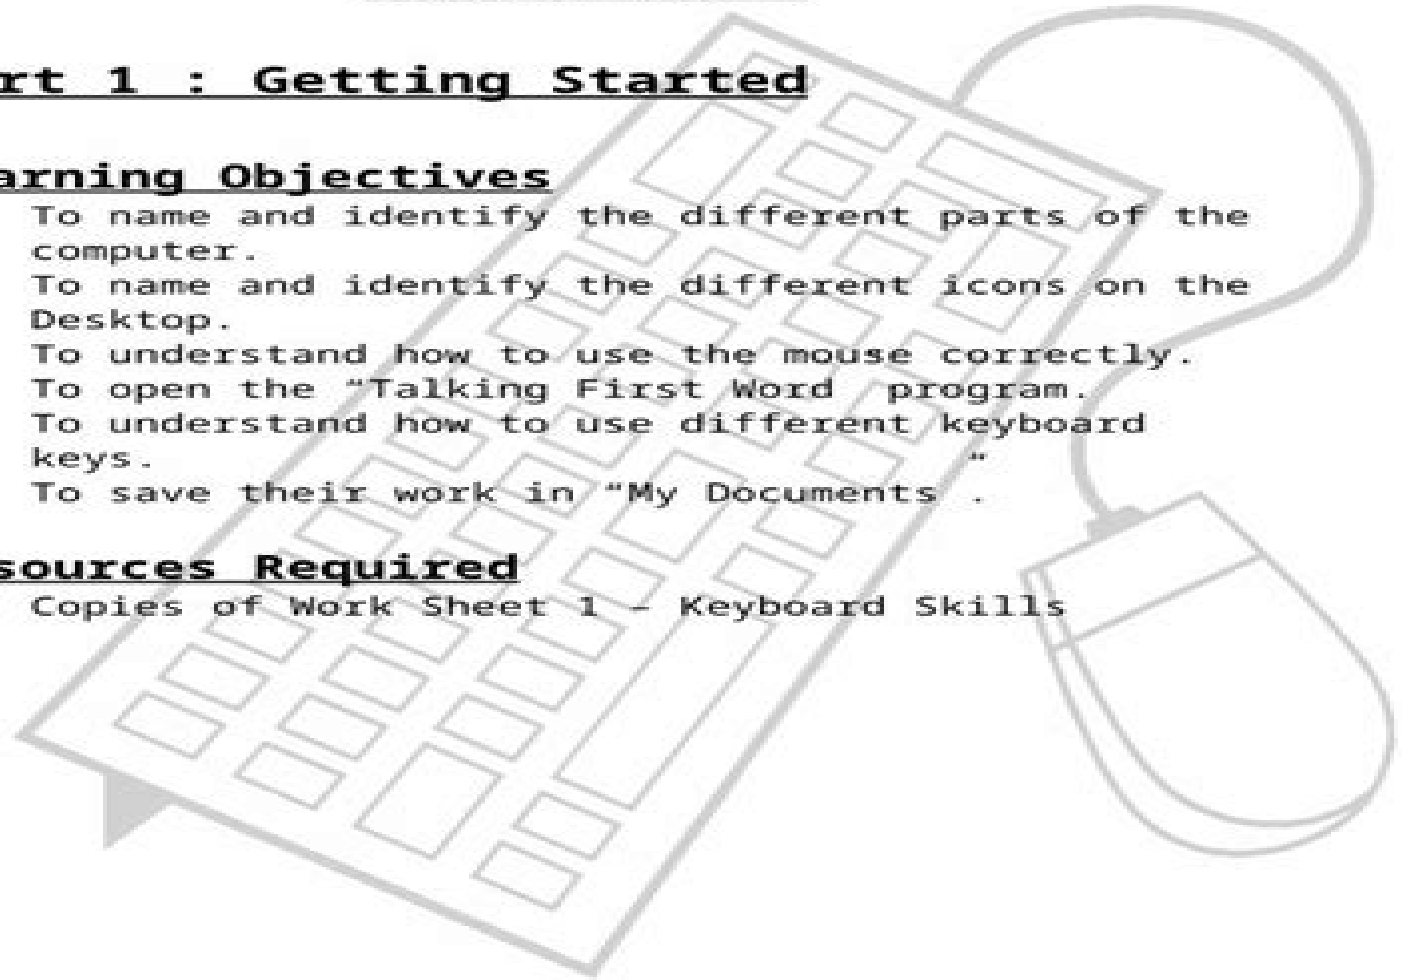 rt 1 : Getting Started
arning Objectives
To name and identify the different parts of the
computer.
To name and identify the different icons on the
Desktop.
To understand how to use the mouse correctly.
To open the “Talking First Word program.
To understand how to use different keyboard
keys.
To save their work in “My Documents”.
sources Required
Copies of Work Sheet 1 – Keyboard Skills